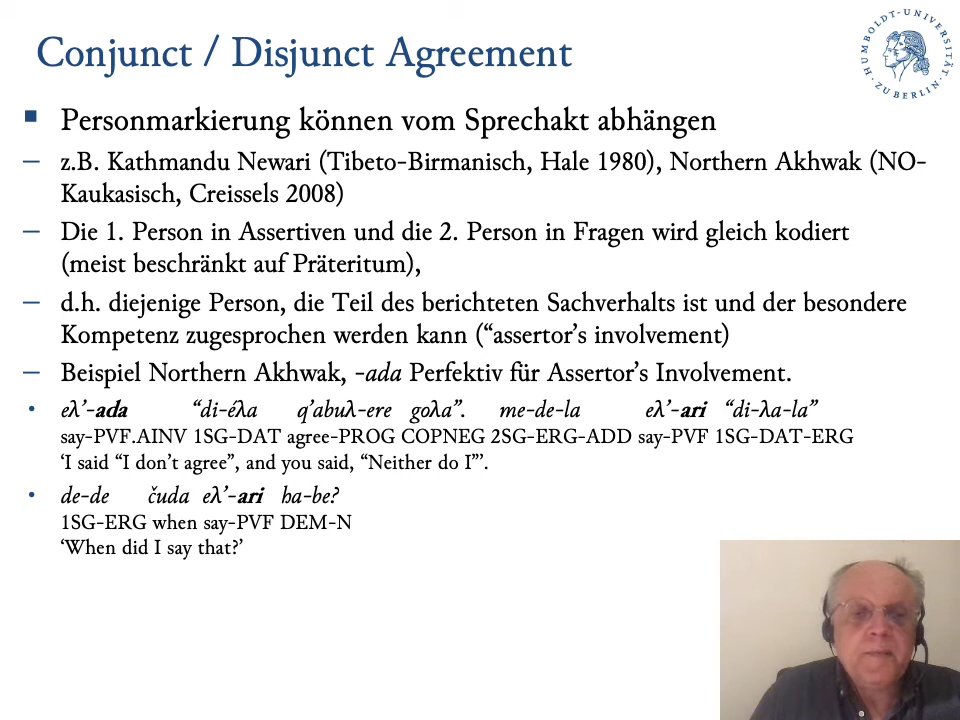 Conjunct / Disjunct Agreement
HUMBOLDT-UNIVERSITÄT
ZU BERLIN
Personmarkierung können vom Sprechakt abhängen
– z.B. Kathmandu Newari (Tibeto-Birmanisch, Hale 1980), Northern Akhwak (NO-
Kaukasisch, Creissels 2008)
– Die 1. Person in Assertiven und die 2. Person in Fragen wird gleich kodiert
(meist beschränkt auf Präteritum),
– d.h. diejenige Person, die Teil des berichteten Sachverhalts ist und der besondere
Kompetenz zugesprochen werden kann (“assertor’s involvement)
– Beispiel Northern Akhwak, -ada Perfektiv für Assertor’s Involvement.
• eλ’-ada “di-éλa q’abuλ-ere goλa”. me-de-la eλ’-ari “di-λa-la”
say-PVF.AINV 1SG-DAT agree-PROG COPNEG 2SG-ERG-ADD say-PVF 1SG-DAT-ERG
‘I said “I don’t agree”, and you said, “Neither do I”’.
• de-de čuda eλ’-ari ha-be?
1SG-ERG when say-PVF DEM-N
‘When did I say that?’